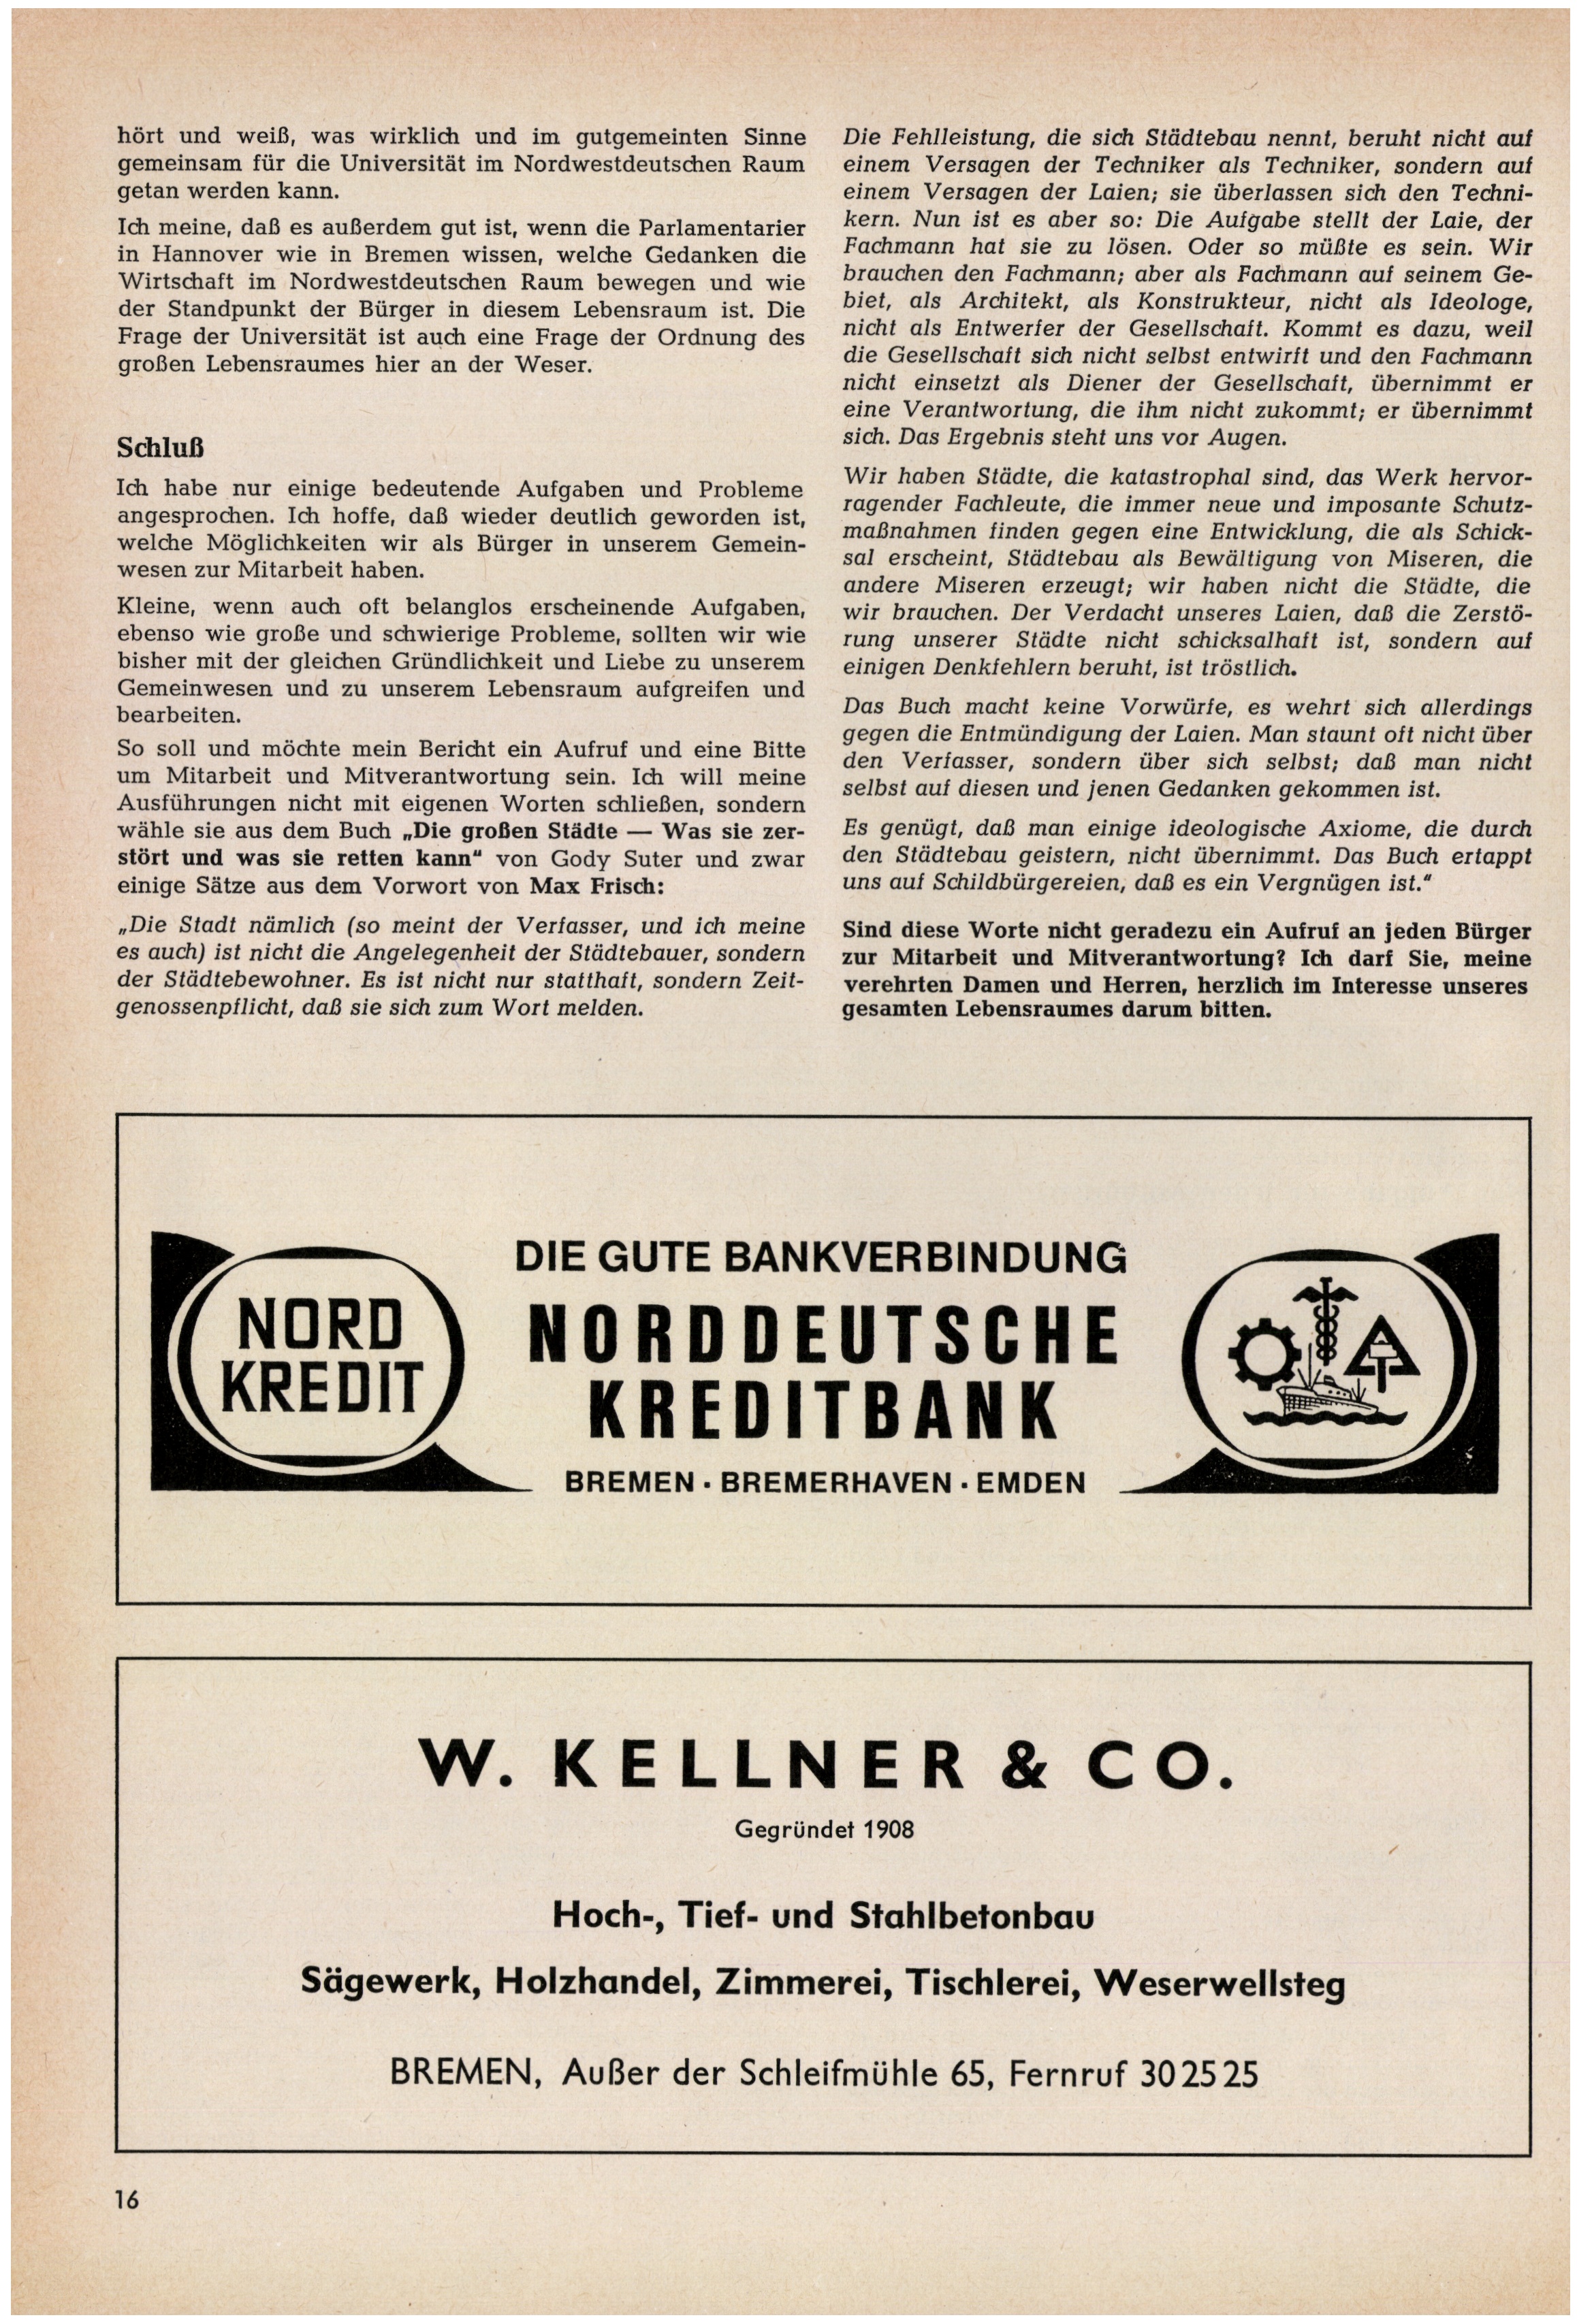 hört und weiß, was wirklich und im gutgemeinten Sinne
gemeinsam für die Universität im Nordwestdeutschen Raum
getan werden kann.
Ich meine, daß es außerdem gut ist, wenn die Parlamentarier
in Hannover wie in Bremen wissen, welche Gedanken die
Wirtschaft im Nordwestdeutschen Raum bewegen und wie
der Standpunkt der Bürger in diesem Lebensraum ist. Die
Frage der Universität ist auch eine Frage der Ordnung des
großen Lebensraumes hier an der Weser.
Schluß
Ich habe nur einige bedeutende Aufgaben und Probleme
angesprochen. Ich hoffe, daß wieder deutlich geworden ist,
welche Möglichkeiten wir als Bürger in unserem Gemein-
wesen zur Mitarbeit haben.
Kleine, wenn auch oft belanglos erscheinende Aufgaben,
ebenso wie große und schwierige Probleme, sollten wir wie
bisher mit der gleichen Gründlichkeit und Liebe zu unserem
Gemeinwesen und zu unserem Lebensraum aufgreifen und
bearbeiten.
So soll und möchte mein Bericht ein Aufruf und eine Bitte
um Mitarbeit und Mitverantwortung sein. Ich will meine
Ausführungen nicht mit eigenen Worten schließen, sondern
wähle sie aus dem Buch „Die großen Städte — Was sie zer-
stört und was sie retten kann" von Gody Suter und zwar
einige Sätze aus dem Vorwort von Max Frisch:
„Die Stadt nämlich (so meint der Verfasser, und ich meine
es auch) ist nicht die Angelegenheit der Städtebauer, sondern
der Städtebewohner. Es ist nicht nur statthaft, sondern Zeit-
genossenpflicht, daß sie sich zum Wort melden.
Die Fehlleistung, die sich Städtebau nennt, beruht nicht auf
einem Versagen der Techniker als Techniker, sondern auf
einem Versagen der Laien; sie überlassen sich den Techni-
kern. Nun ist es aber so: Die Aufgabe stellt der Laie, der
Fachmann hat sie zu lösen. Oder so müßte es sein. Wir
brauchen den Fachmann; aber als Fachmann auf seinem Ge-
biet, als Architekt, als Konstrukteur, nicht als Ideologe,
nicht als Entwerfer der Gesellschaft. Kommt es dazu, weil
die Gesellschaft sich nicht selbst entwirft und den Fachmann
nicht einsetzt als Diener der Gesellschaft, übernimmt er
eine Verantwortung, die ihm nicht zukommt; er übernimmt
sich. Das Ergebnis steht uns vor Augen.
Wir haben Städte, die katastrophal sind, das Werk hervor-
ragender Fachleute, die immer neue und imposante Schutz-
maßnahmen finden gegen eine Entwicklung, die als Schick-
sal erscheint, Städtebau als Bewältigung von Miseren, die
andere Miseren erzeugt; wir haben nicht die Städte, die
wir brauchen. Der Verdacht unseres Laien, daß die Zerstö-
rung unserer Städte nicht schicksalhaft ist, sondern auf
einigen Denkfehlern beruht, ist tröstlich.
Das Buch macht keine Vorwürfe, es wehrt sich allerdings
gegen die Entmündigung der Laien. Man staunt oft nicht über
den Verfasser, sondern über sich selbst; daß man nicht
selbst auf diesen und jenen Gedanken gekommen ist.
Es genügt, daß man einige ideologische Axiome, die durch
den Städtebau geistern, nicht übernimmt. Das Buch ertappt
uns auf Schildbürgereien, daß es ein Vergnügen ist."
Sind diese Worte nicht geradezu ein Aufruf an jeden Bürger
zur Mitarbeit und Mitverantwortung? Ich darf Sie, meine
verehrten Damen und Herren, herzlich im Interesse unseres
gesamten Lebensraumes darum bitten.
NORD
KREDIT
DIE GUTE BANKVERBINDUNG
NORDDEUTSCHE
KREDITBANK
BREMEN · BREMERHAVEN · EMDEN
W. KELLNER & CO.
Gegründet 1908
Hoch-, Tief- und Stahlbetonbau
Sägewerk, Holzhandel, Zimmerei, Tischlerei, Weserwellsteg
BREMEN, Außer der Schleifmühle 65, Fernruf 30 25 25
16